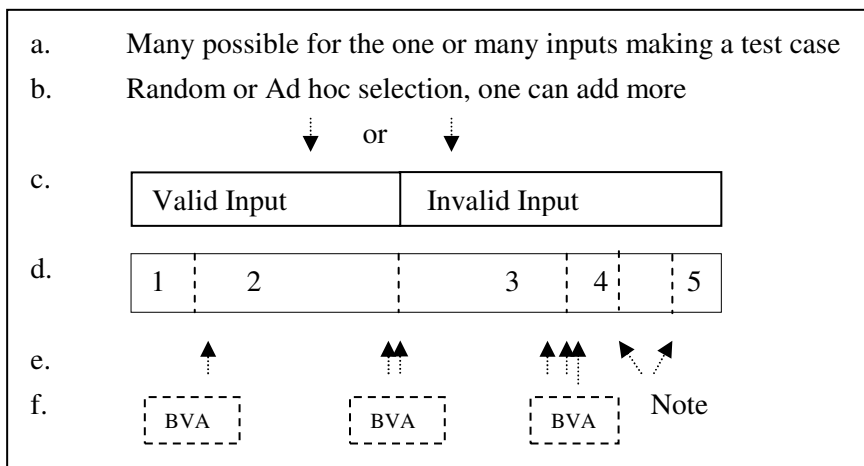 a. Many possible for the one or many inputs making a test case
b. Random or Ad hoc selection, one can add more
or
c. Valid Input Invalid Input
d. 1 2 3 4 5
e.
f. BVA BVA BVA Note